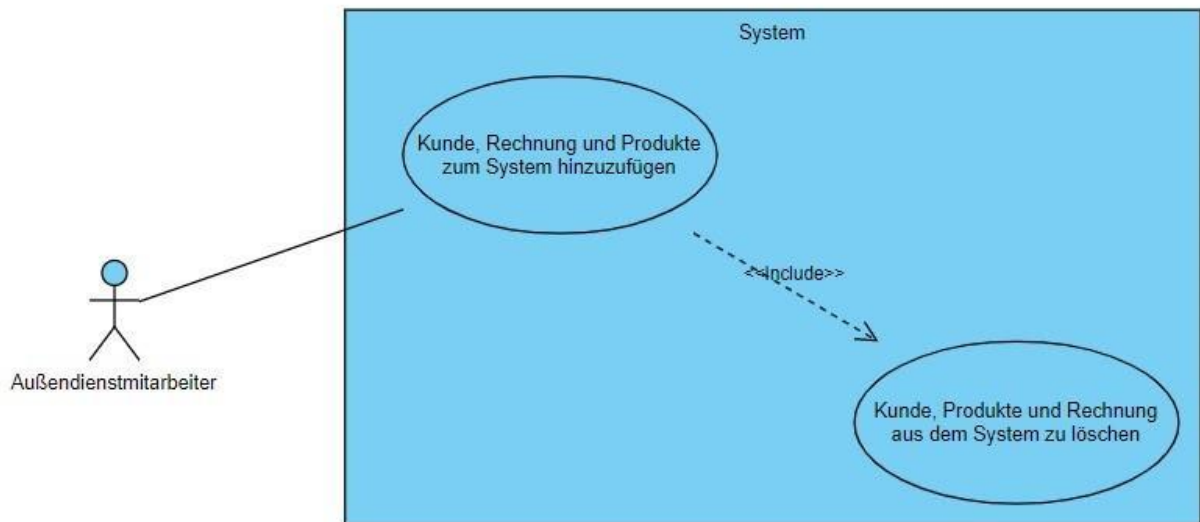 System
Kunde, Rechnung und Produkte
zum System hinzuzufügen
<<Include>>
Außendienstmitarbeiter
Kunde, Produkte und Rechnung
aus dem System zu löschen